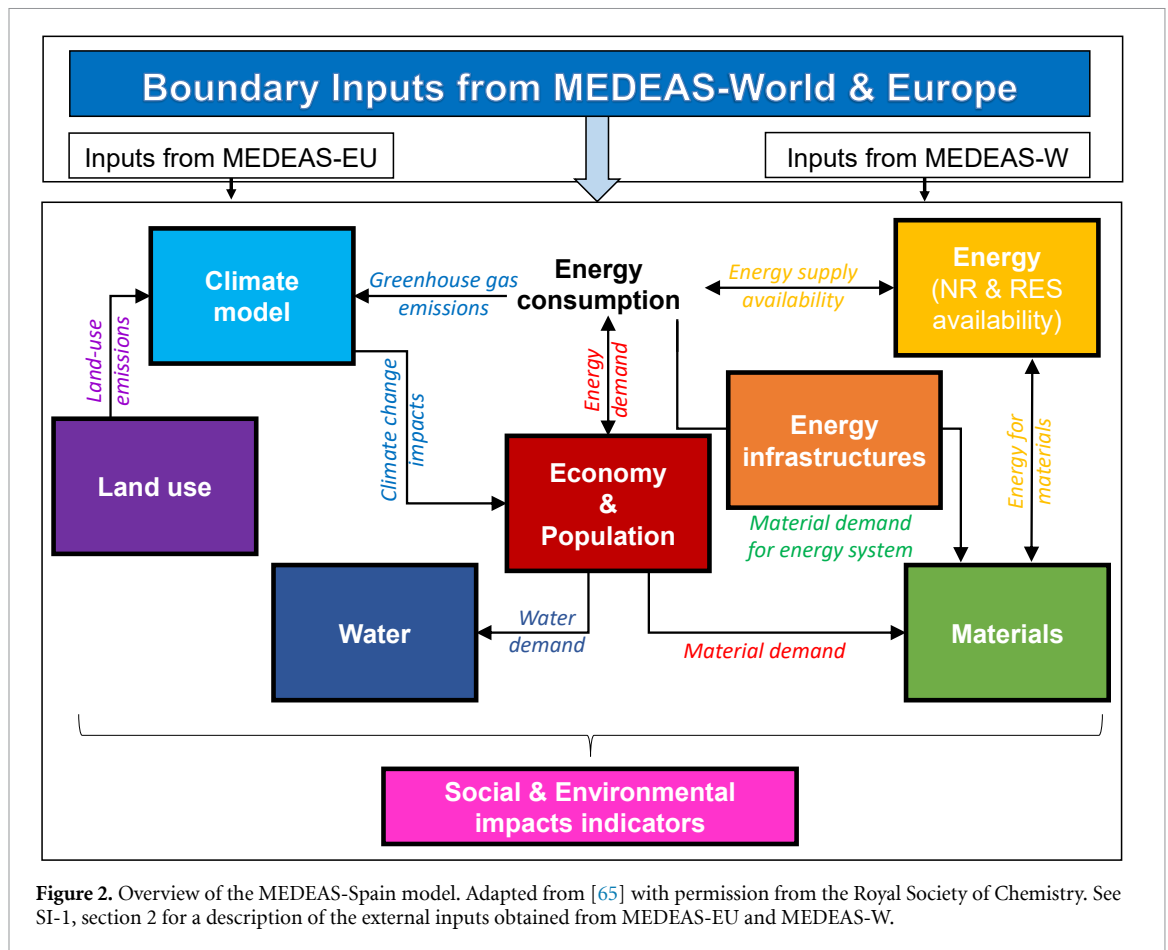 Boundary Inputs from MEDEAS-World & Europe
Inputs from MEDEAS-EU
Inputs from MEDEAS-W
Climate
model
Greenhouse gas
emissions
Energy
consumption
Energy supply
availability
Energy
(NR & RES
availability)
Land-use
emissions
Climate change
impacts
Energy
demand
Energy
infrastructures
Energy for
materials
Land use
Economy
&
Population
Material demand
for energy system
Water
Water
demand
Material demand
Materials
Social & Environmental
impacts indicators
Figure 2. Overview of the MEDEAS-Spain model. Adapted from [65] with permission from the Royal Society of Chemistry. See
SI-1, section 2 for a description of the external inputs obtained from MEDEAS-EU and MEDEAS-W.